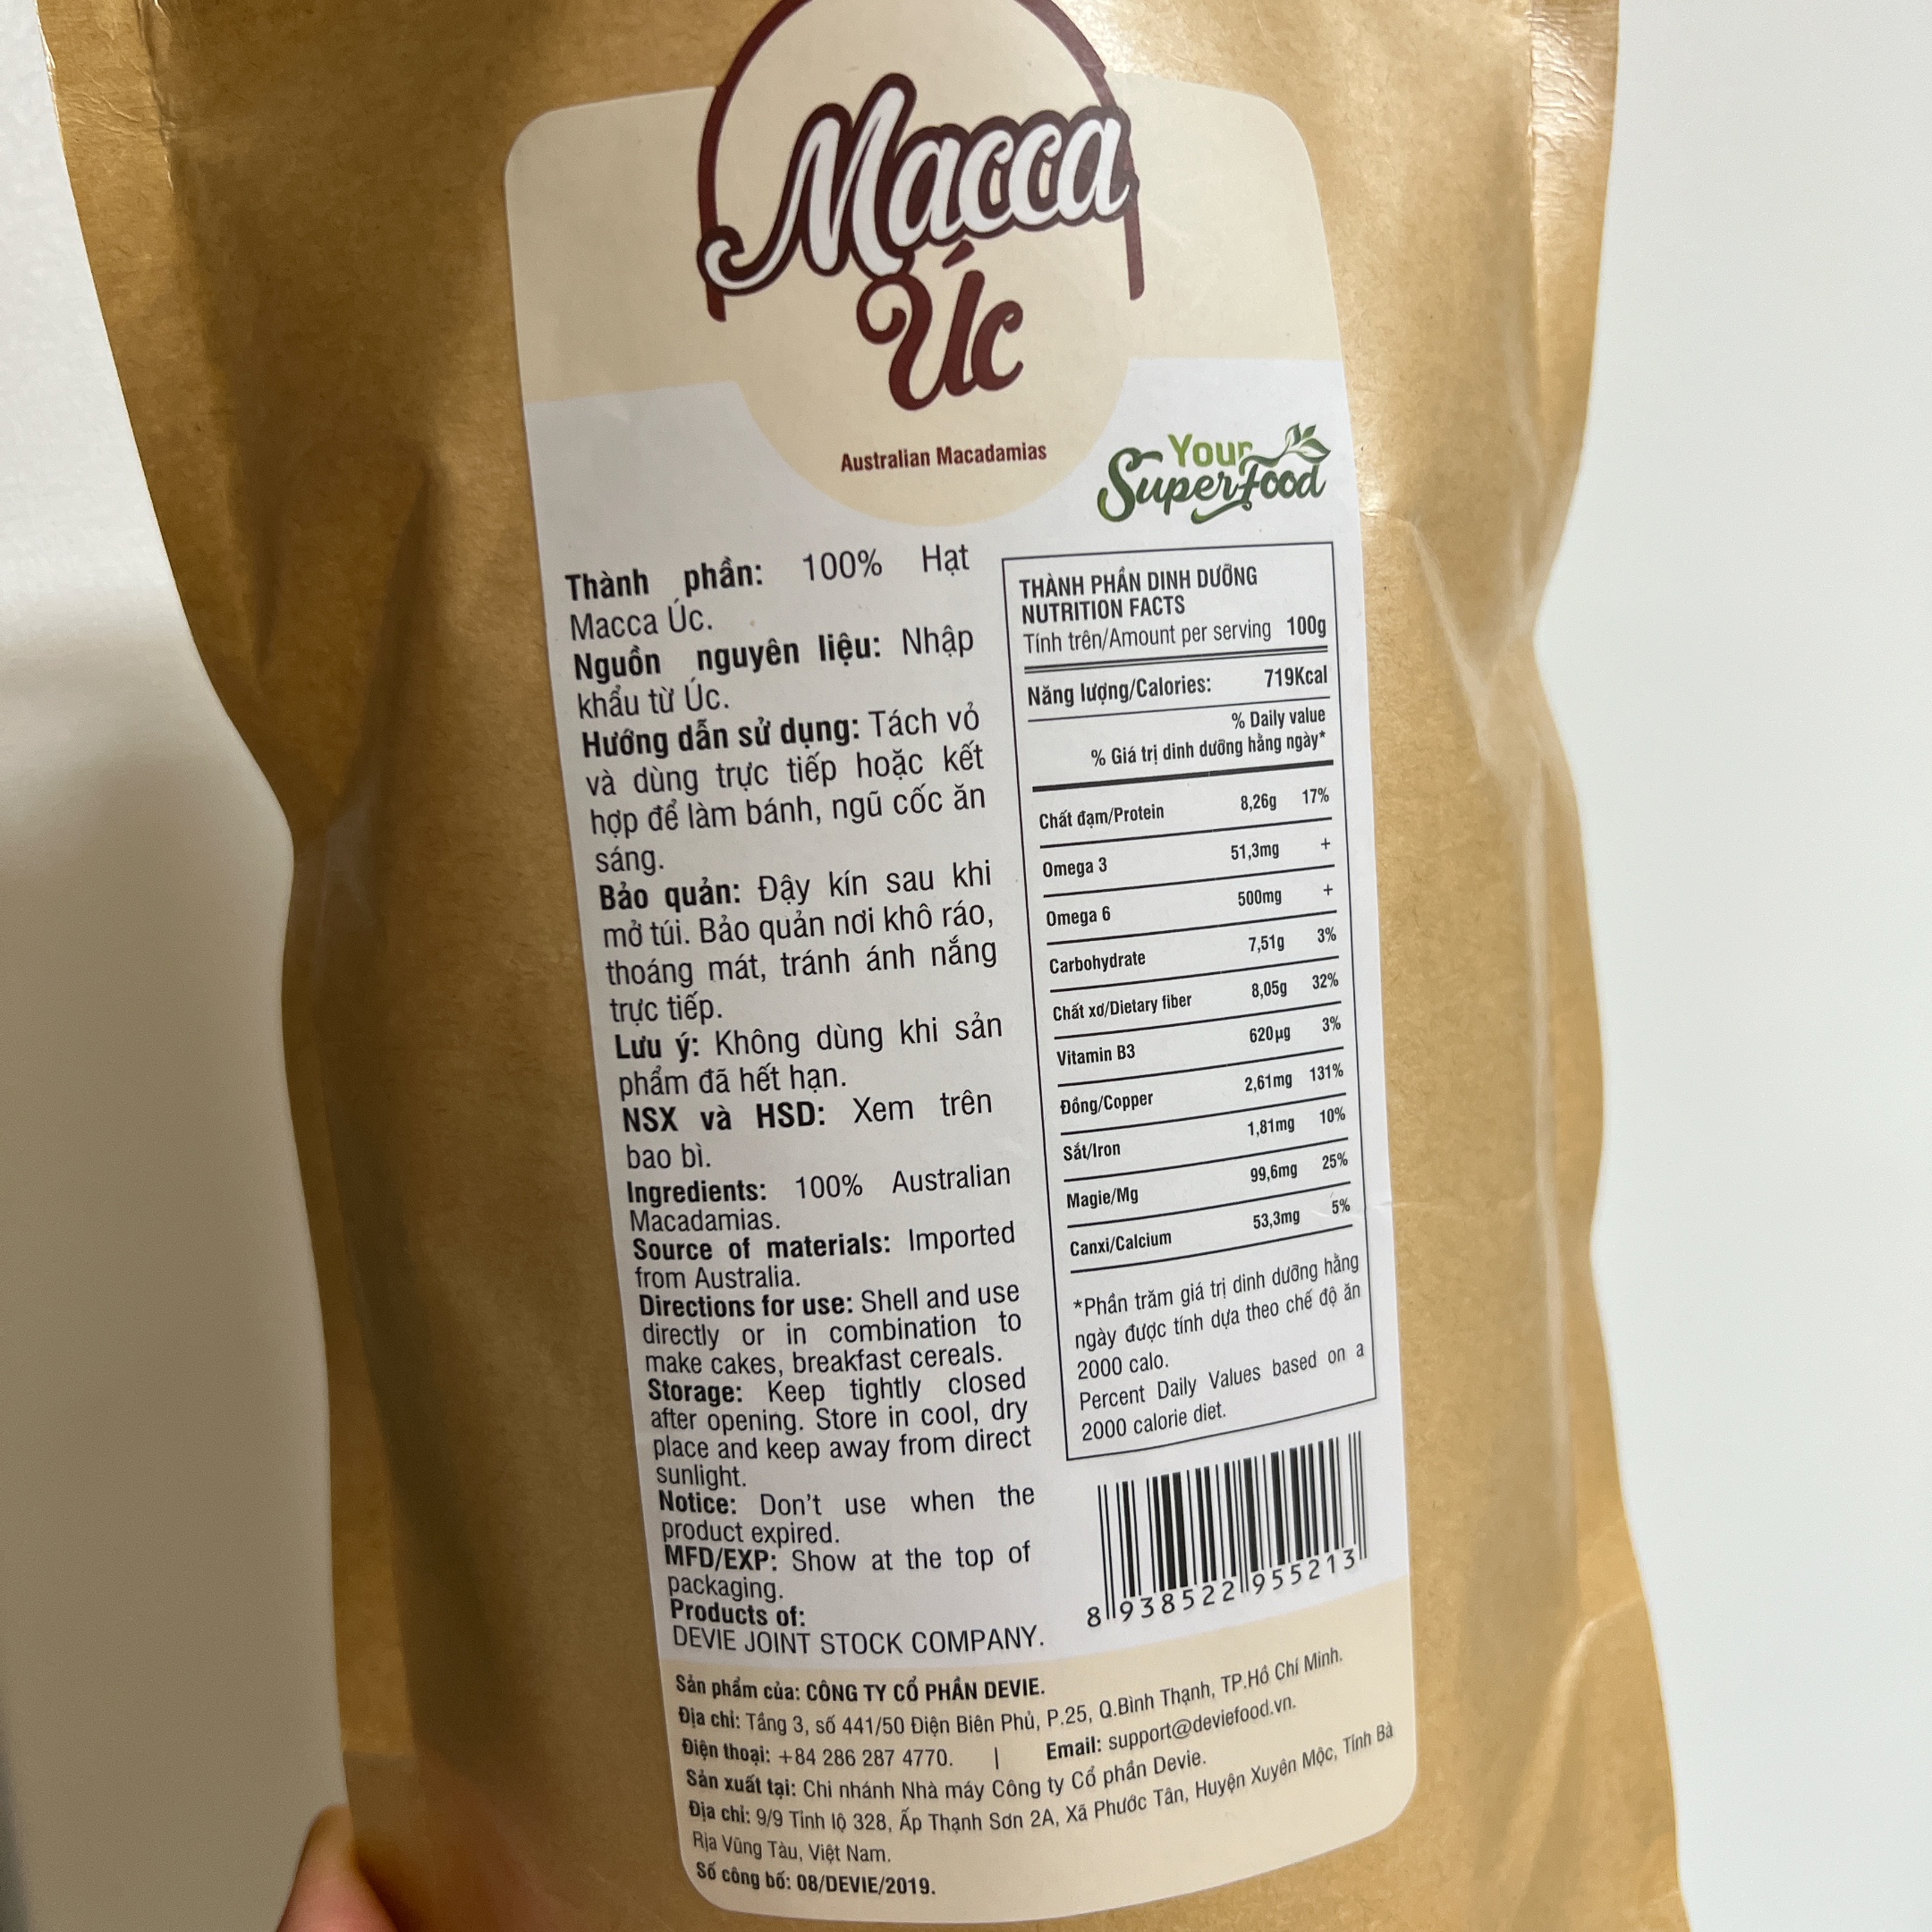 Macca
Úc
Australian Macadamias
Your
Superfood
Thành phần: 100% Hạt
Macca Úc.
Nguồn nguyên liệu: Nhập
khẩu từ Úc.
Hướng dẫn sử dụng: Tách vỏ
và dùng trực tiếp hoặc kết
hợp để làm bánh, ngũ cốc ăn
sáng.
Bảo quản: Đậy kín sau khi
mở túi. Bảo quản nơi khô ráo,
thoáng mát, tránh ánh nắng
trực tiếp.
Lưu ý: Không dùng khi sản
phẩm đã hết hạn.
NSX và HSD: Xem trên
bao bì.
Ingredients: 100% Australian
Macadamias.
Source of materials: Imported
from Australia.
Directions for use: Shell and use
directly or in combination to
make cakes, breakfast cereals.
Storage: Keep tightly closed
after opening. Store in cool, dry
place and keep away from direct
sunlight.
Notice: Don't use when the
product expired.
MFD/EXP: Show at the top of
packaging.
Products of:
DEVIE JOINT STOCK COMPANY.
THÀNH PHẦN DINH DƯỠNG
NUTRITION FACTS
Tính trên/Amount per serving 100g
Năng lượng/Calories: 719Kcal
% Daily value
% Giá trị dinh dưỡng hằng ngày*
Chất đạm/Protein 8,26g 17%
Omega 3 51,3mg +
Omega 6 500mg +
Carbohydrate 7,51g 3%
Chất xơ/Dietary fiber 8,05g 32%
Vitamin B3 620µg 3%
Đồng/Copper 2,61mg 131%
Sắt/Iron 1,81mg 10%
Magie/Mg 99,6mg 25%
Canxi/Calcium 53,3mg 5%
*Phần trăm giá trị dinh dưỡng hằng
ngày được tính dựa theo chế độ ăn
2000 calo.
Percent Daily Values based on a
2000 calorie diet.
8 938522 955213
Sản phẩm của: CÔNG TY CỔ PHẦN DEVIE.
Địa chỉ: Tầng 3, số 441/50 Điện Biên Phủ, P.25, Q.Bình Thạnh, TP.Hồ Chí Minh.
Điện thoại: +84 286 287 4770. | Email: support@deviefood.vn.
Sản xuất tại: Chi nhánh Nhà máy Công ty Cổ phần Devie.
Địa chỉ: 9/9 Tỉnh lộ 328, Ấp Thạnh Sơn 2A, Xã Phước Tân, Huyện Xuyên Mộc, Tỉnh Bà
Rịa Vũng Tàu, Việt Nam.
Số công bố: 08/DEVIE/2019.